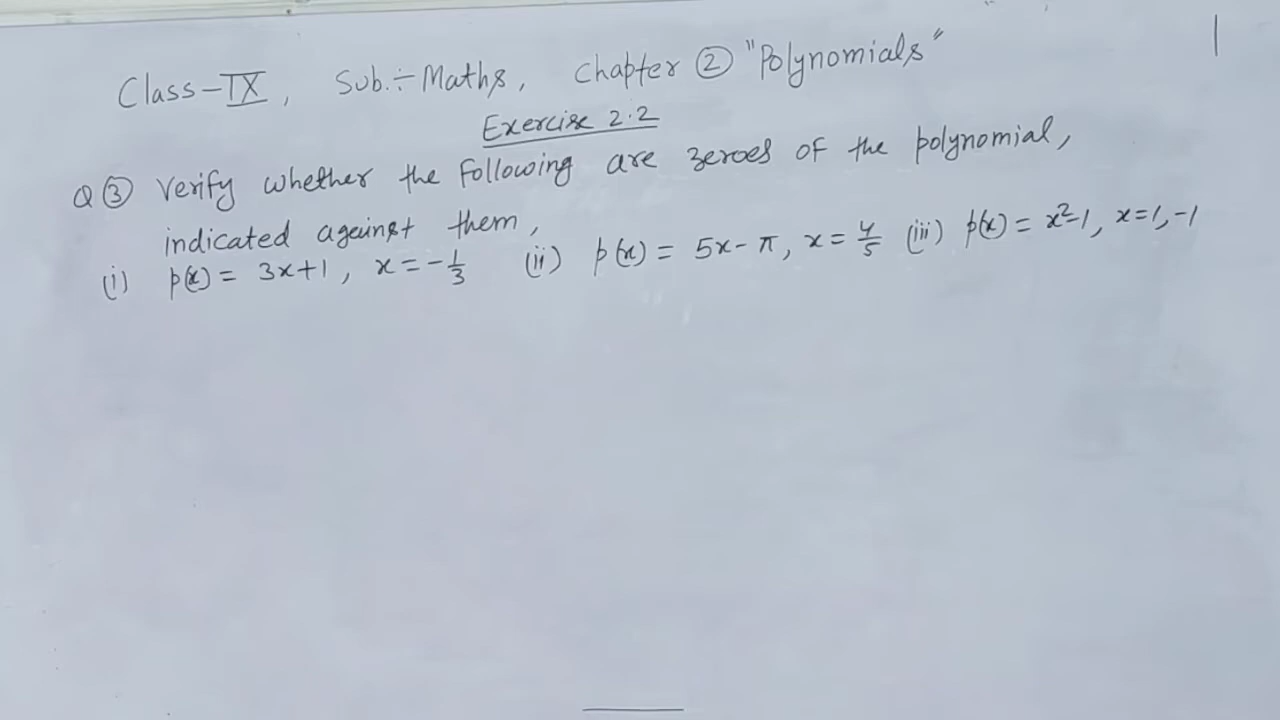 Class-IX, Sub.÷ Maths, Chapter ② "Polynomials"
Exercise 2.2
Q ③ Verify whether the following are zeroes of the polynomial,
indicated against them,
(i) p(x) = 3x+1, x = -1/3 (ii) p(x) = 5x-π, x = 4/5 (iii) p(x) = x²-1, x=1,-1